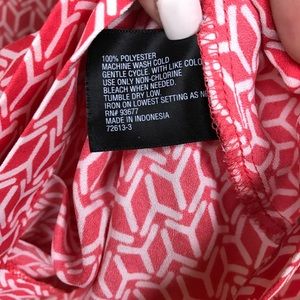 100% POLYESTER
MACHINE WASH COLD
GENTLE CYCLE. WITH LIKE
USE ONLY NON-CHLORINE
BLEACH WHEN NEEDED.
TUMBLE DRY LOW.
IRON ON LOWEST SETTING AS
RN# 93677
MADE IN INDONESIA
72613-3